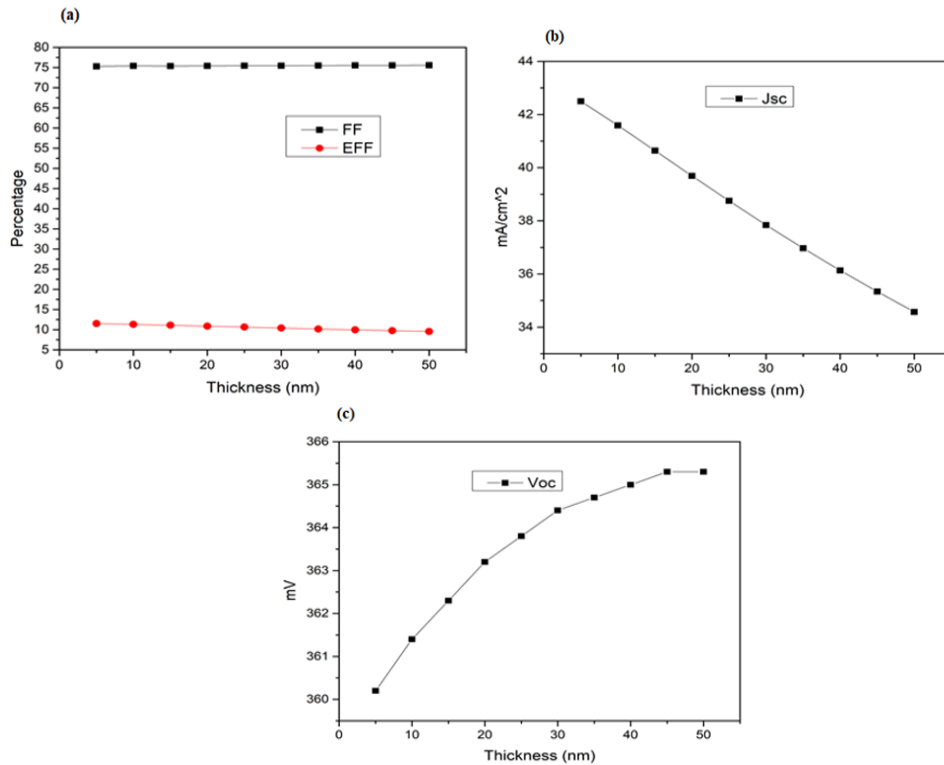 (a)
80
75
70
65
60
55
50
45
40
35
30
25
20
15
10
5
Percentage
FF
EFF
0 10 20 30 40 50
Thickness (nm)
(b)
44
42
40
38
36
34
mA/cm^2
Jsc
0 10 20 30 40 50
Thickness (nm)
(c)
366
365
364
363
362
361
360
mV
Voc
0 10 20 30 40 50
Thickness (nm)